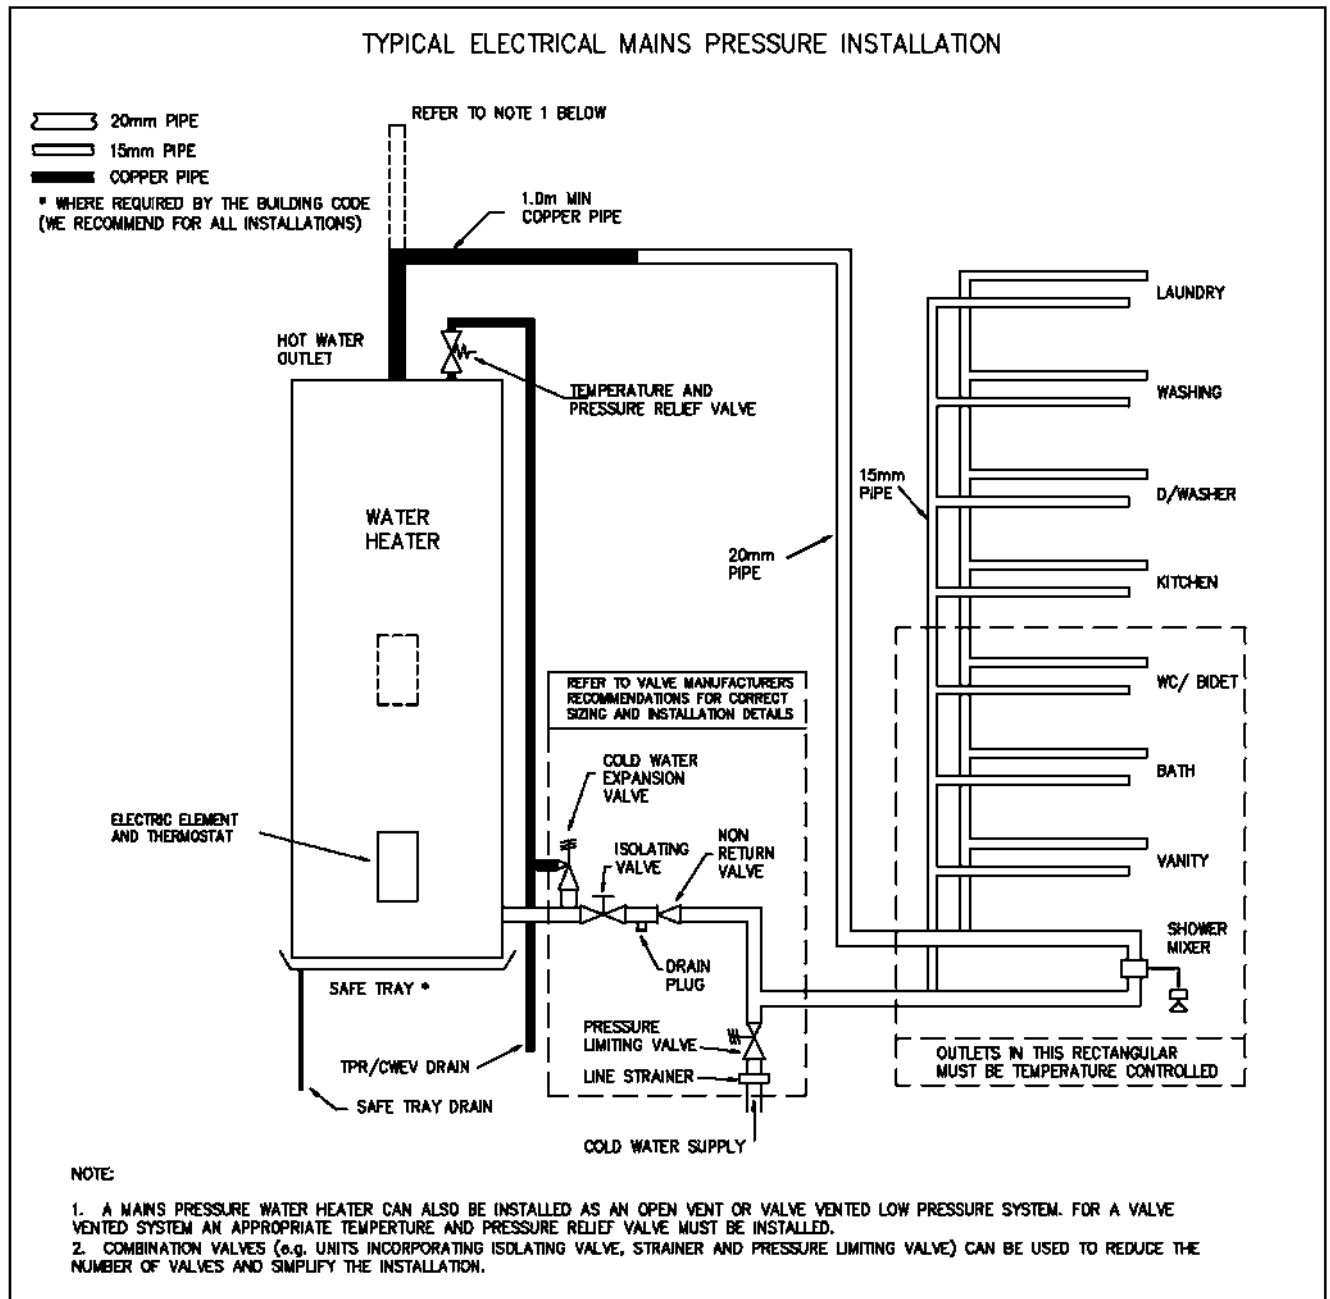 TYPICAL ELECTRICAL MAINS PRESSURE INSTALLATION
20mm PIPE
15mm PIPE
COPPER PIPE
* WHERE REQUIRED BY THE BUILDING CODE
(WE RECOMMEND FOR ALL INSTALLATIONS)
REFER TO NOTE 1 BELOW
1.0m MIN
COPPER PIPE
HOT WATER
OUTLET
TEMPERATURE AND
PRESSURE RELIEF VALVE
WATER
HEATER
15mm
PIPE
20mm
PIPE
LAUNDRY
WASHING
D/WASHER
KITCHEN
WC/ BIDET
BATH
VANITY
SHOWER
MIXER
REFER TO VALVE MANUFACTURERS
RECOMMENDATIONS FOR CORRECT
SIZING AND INSTALLATION DETAILS
COLD WATER
EXPANSION
VALVE
ISOLATING
VALVE
NON
RETURN
VALVE
ELECTRIC ELEMENT
AND THERMOSTAT
DRAIN
PLUG
SAFE TRAY *
PRESSURE
LIMITING VALVE
LINE STRAINER
TPR/CWEV DRAIN
SAFE TRAY DRAIN
COLD WATER SUPPLY
OUTLETS IN THIS RECTANGULAR
MUST BE TEMPERATURE CONTROLLED
NOTE:
1. A MAINS PRESSURE WATER HEATER CAN ALSO BE INSTALLED AS AN OPEN VENT OR VALVE VENTED LOW PRESSURE SYSTEM. FOR A VALVE
VENTED SYSTEM AN APPROPRIATE TEMPERTURE AND PRESSURE RELIEF VALVE MUST BE INSTALLED.
2. COMBINATION VALVES (e.g. UNITS INCORPORATING ISOLATING VALVE, STRAINER AND PRESSURE LIMITING VALVE) CAN BE USED TO REDUCE THE
NUMBER OF VALVES AND SIMPLIFY THE INSTALLATION.